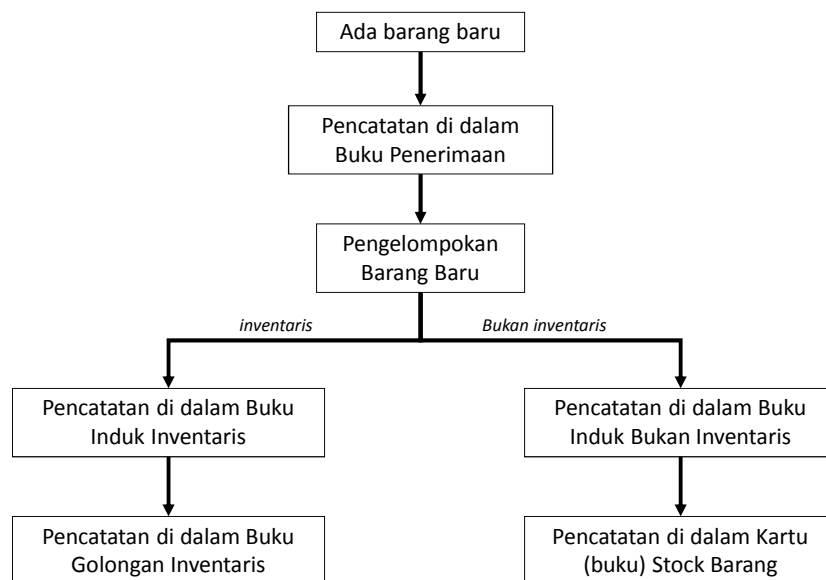 Ada barang baru
Pencatatan di dalam
Buku Penerimaan
Pengelompokan
Barang Baru
inventaris
Bukan inventaris
Pencatatan di dalam Buku
Induk Inventaris
Pencatatan di dalam Buku
Induk Bukan Inventaris
Pencatatan di dalam Buku
Golongan Inventaris
Pencatatan di dalam Kartu
(buku) Stock Barang